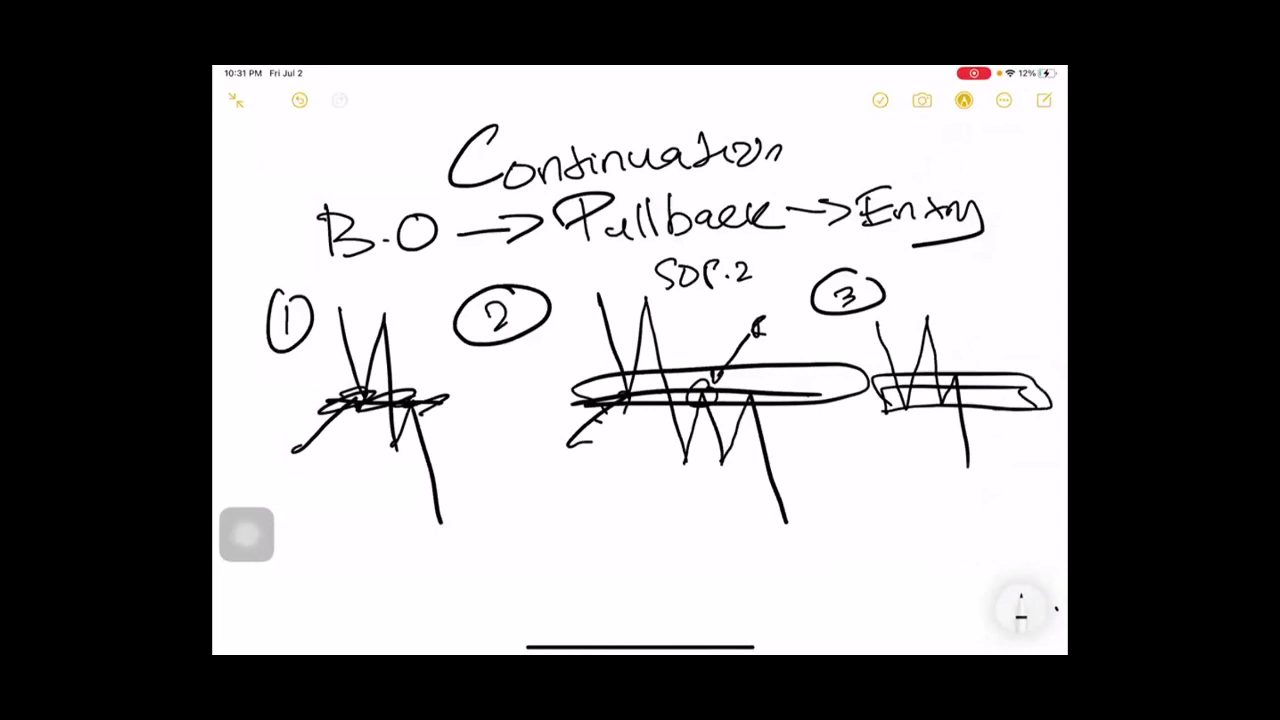 10:31 PM Fri Jul 2
12%
Continuation
B.O → Pullback → Entry
SOP.2
1
2
3